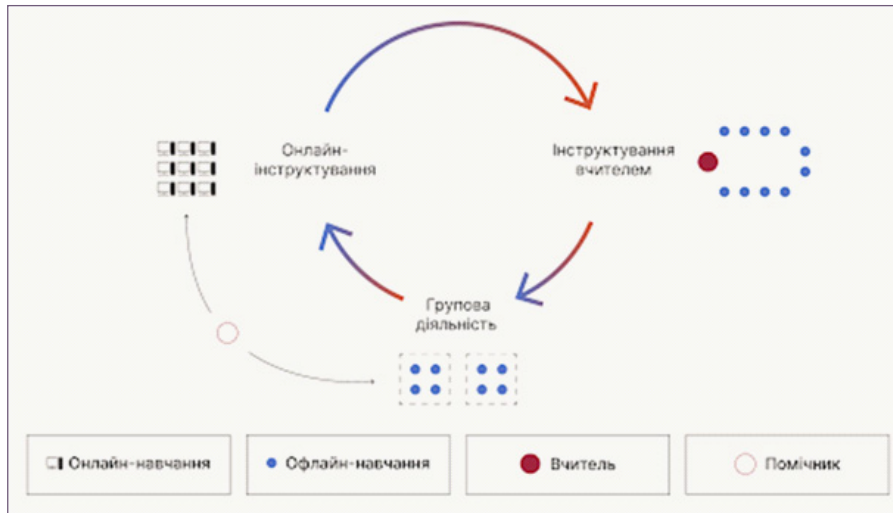 Онлайн-
інструктування
Інструктування
вчителем
Групова
діяльність
Онлайн-навчання
Офлайн-навчання
Вчитель
Помічник